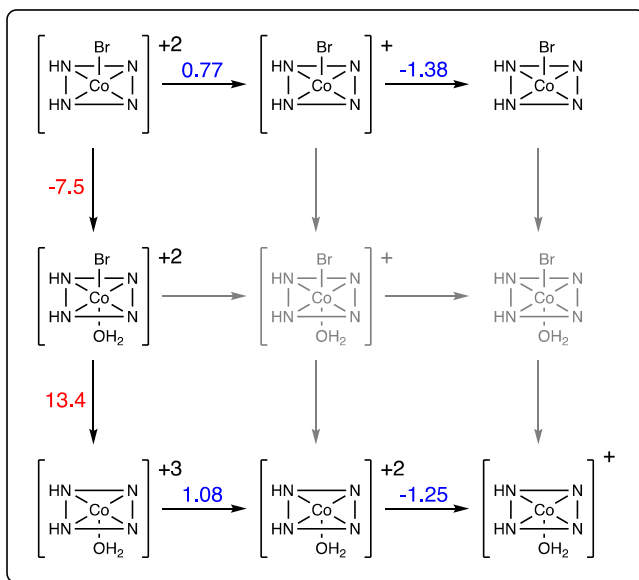 +2 + 
Br Br Br
HN N 0.77 HN N -1.38 HN N
Co Co Co
HN N HN N HN N
-7.5
+2 +
Br Br Br
HN N HN N HN N
Co Co Co
HN N HN N HN N
OH2 OH2 OH2
13.4
+3 +2 +
HN N 1.08 HN N -1.25 HN N
Co Co Co
HN N HN N HN N
OH2 OH2 OH2